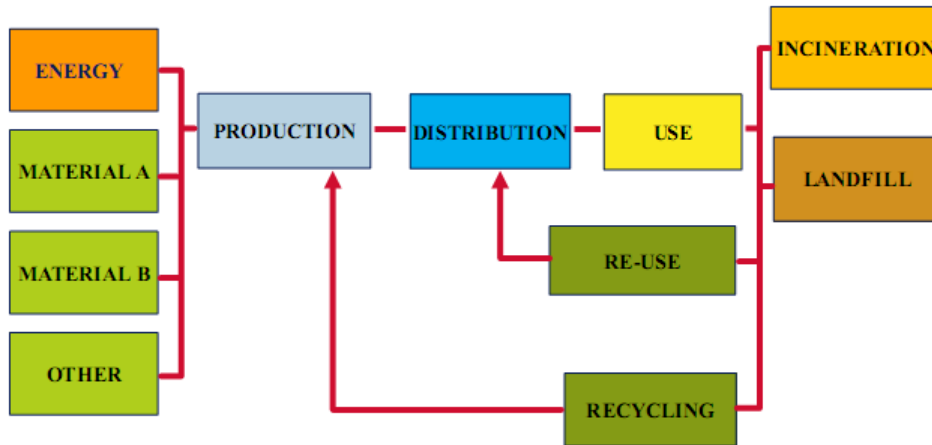 ENERGY
MATERIAL A
MATERIAL B
OTHER
PRODUCTION
DISTRIBUTION
USE
RE-USE
RECYCLING
INCINERATION
LANDFILL